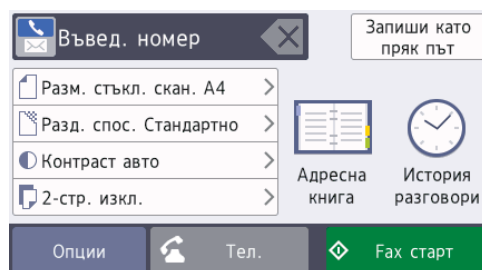 Въвед. номер
Запиши като
пряк път
Разм. стъкл. скан. A4
Разд. спос. Стандартно
Контраст авто
2-стр. изкл.
Адресна
книга
История
разговори
Опции
Тел.
Fax старт